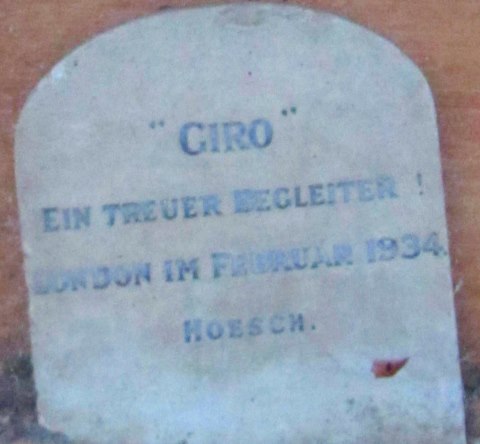 "GIRO"
EIN TREUER BEGLEITER!
LONDON IM FEBRUAR 1934.
HOESCH.